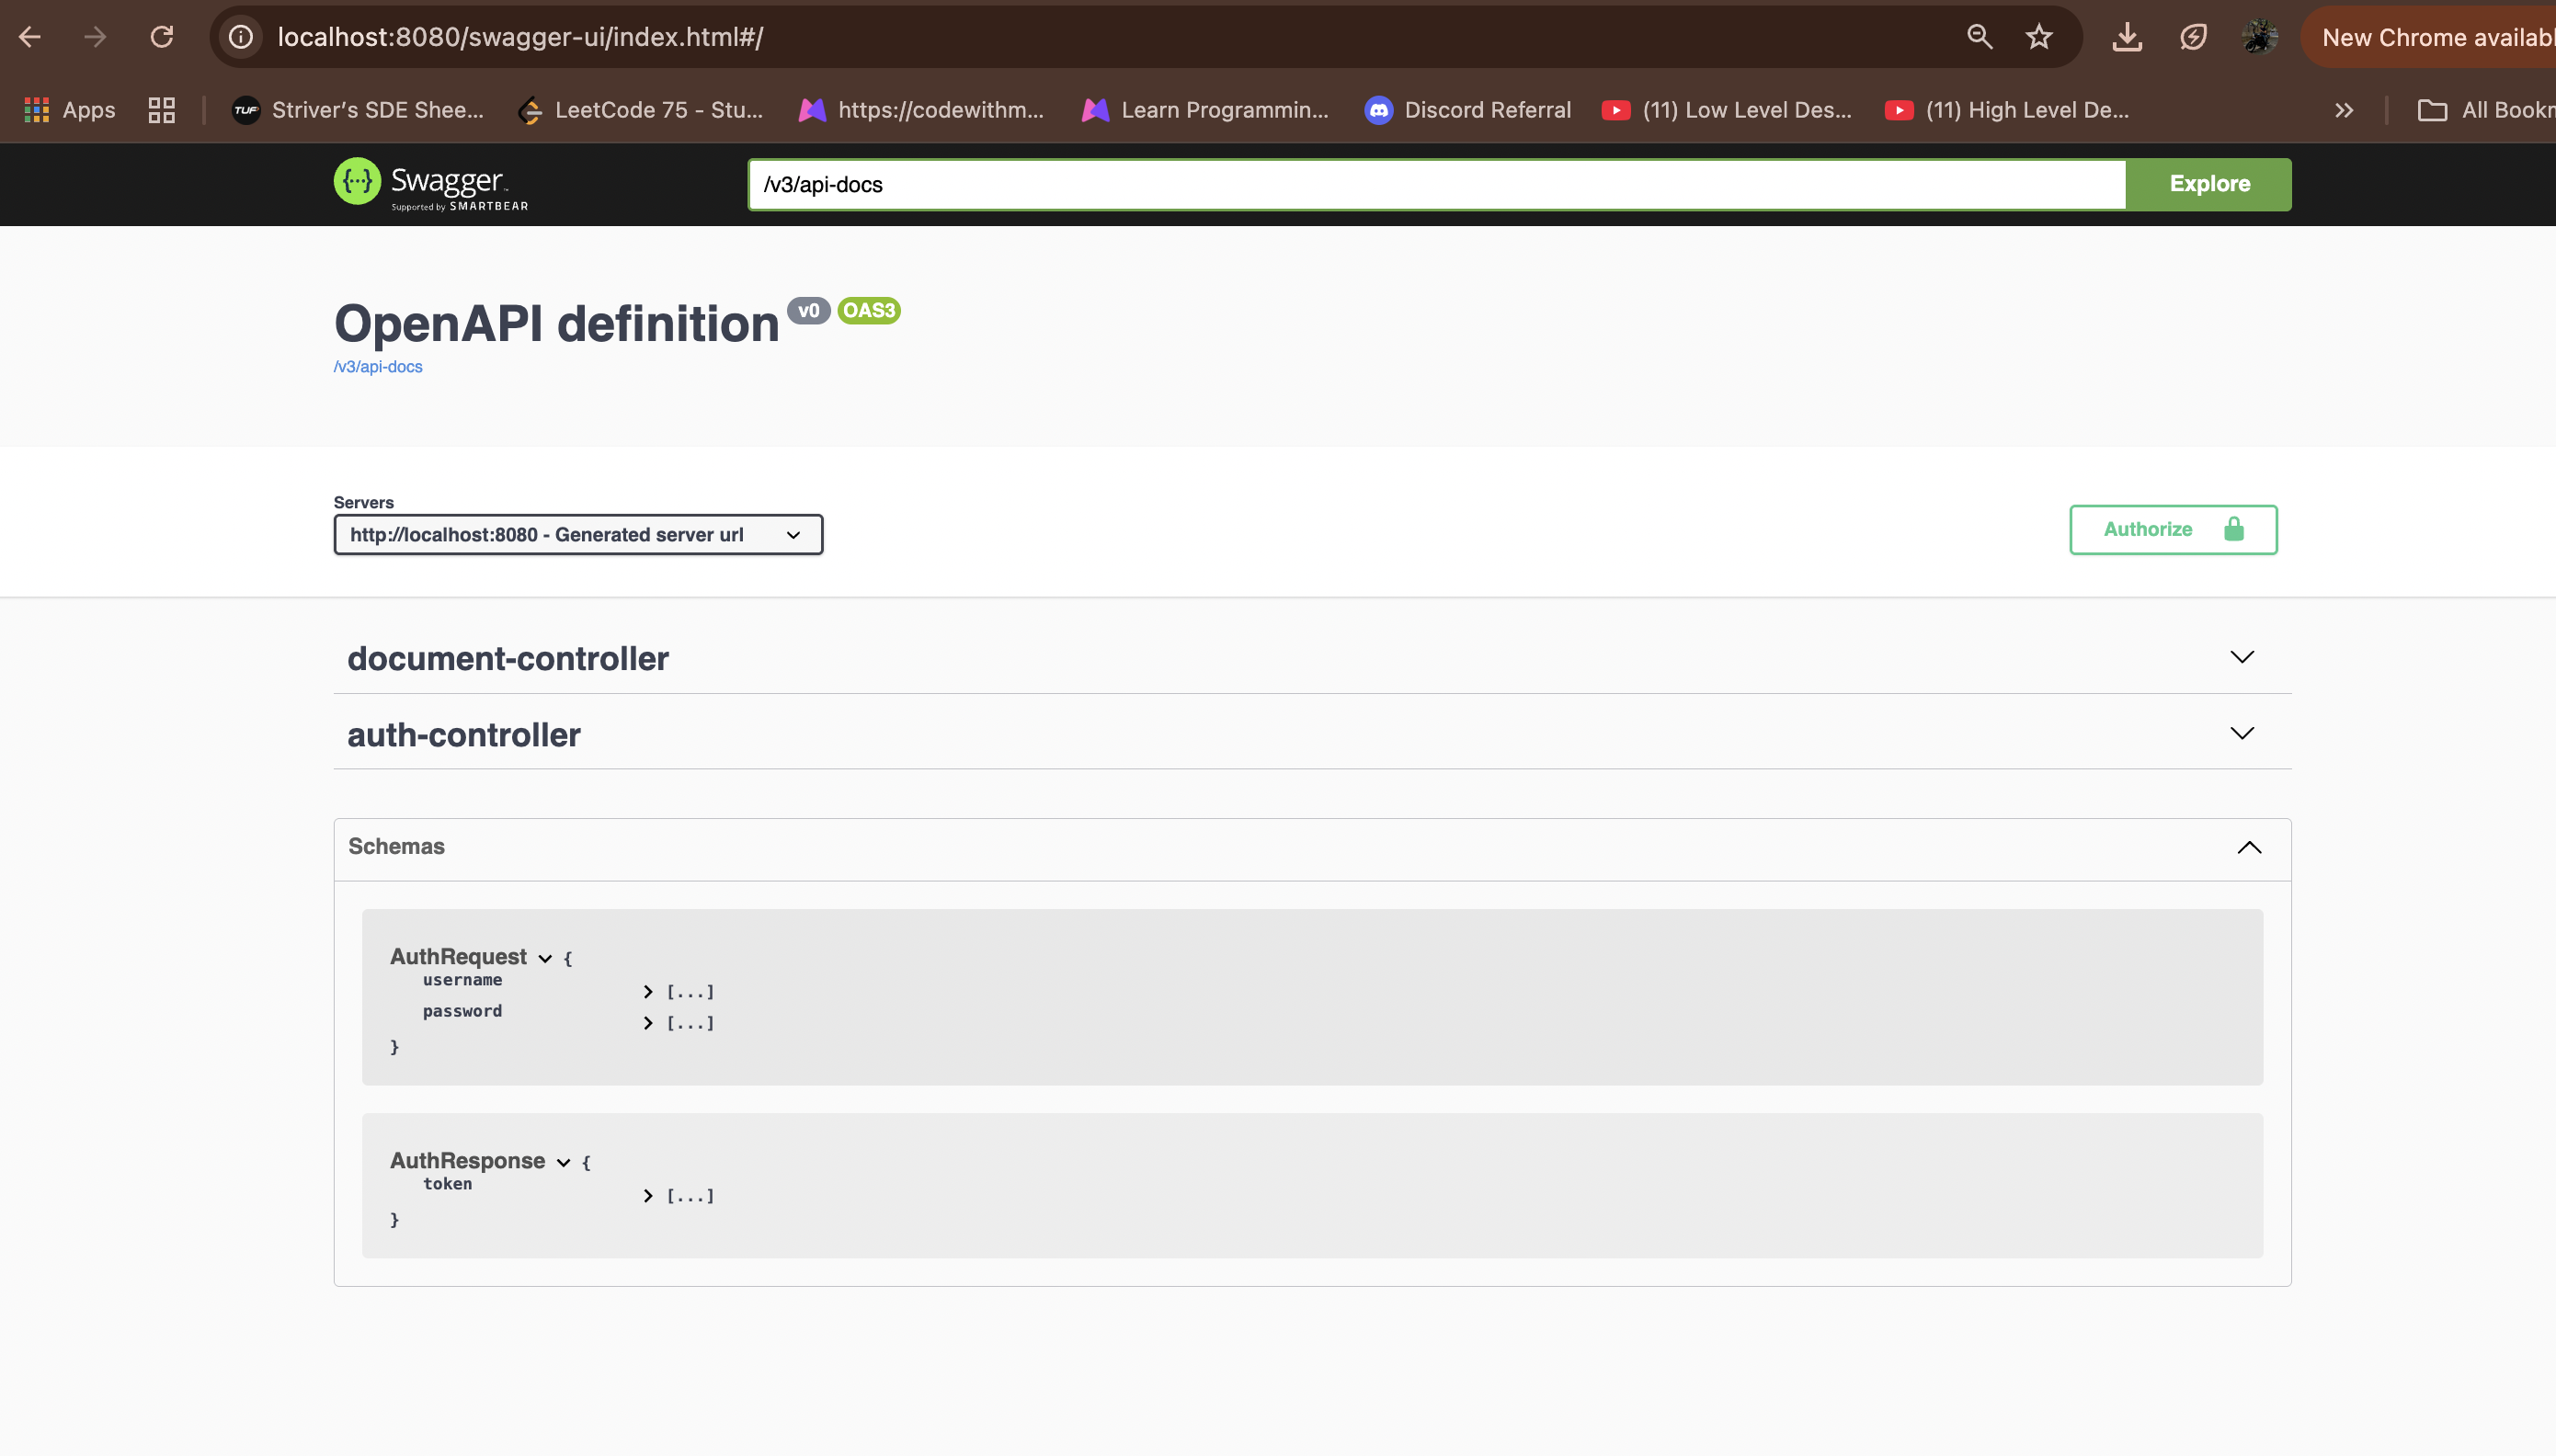 localhost:8080/swagger-ui/index.html#/
New Chrome availabl
Apps
Striver's SDE Shee...
LeetCode 75 - Stu...
https://codewithm...
Learn Programmin...
Discord Referral
(11) Low Level Des...
(11) High Level De...
All Bookm
TUF
{...} Swagger
Supported by SMARTBEAR
/v3/api-docs
Explore
OpenAPI definition v0 OAS3
/v3/api-docs
Servers
http://localhost:8080 - Generated server url
Authorize
document-controller
auth-controller
Schemas
AuthRequest {
username
[...]
password
[...]
}
AuthResponse {
token
[...]
}